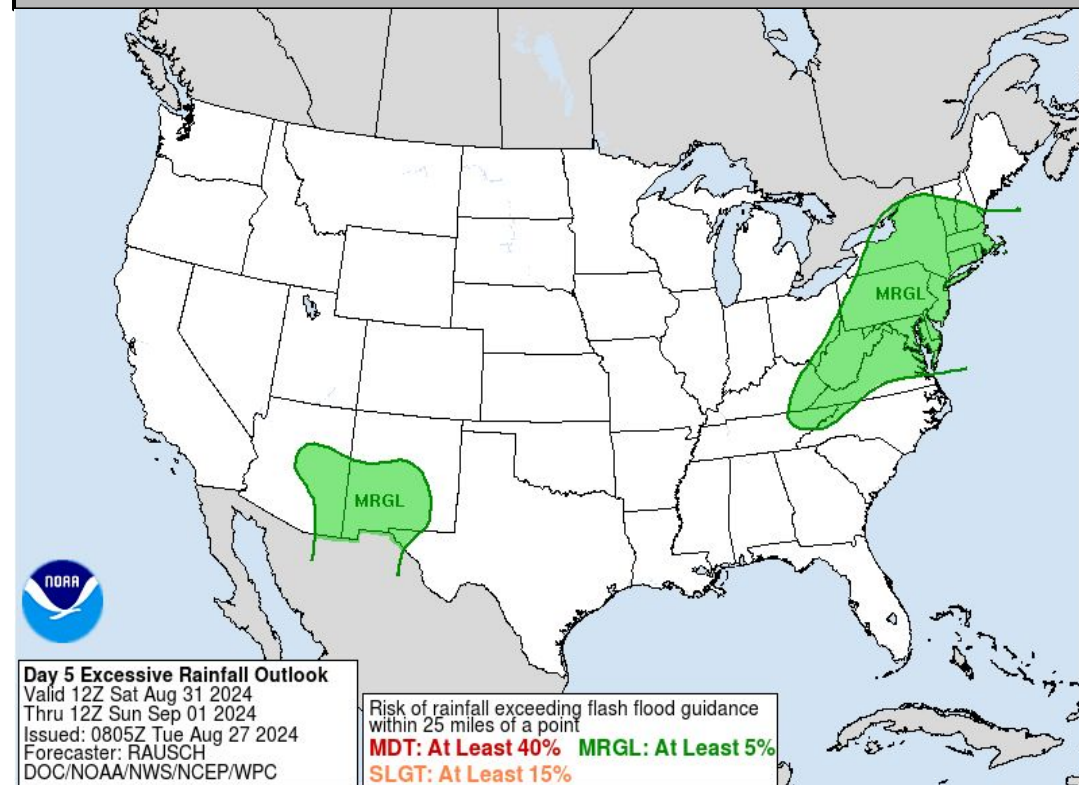 MRGL
MRGL
NOAA
Day 5 Excessive Rainfall Outlook
Valid 12Z Sat Aug 31 2024
Thru 12Z Sun Sep 01 2024
Issued: 0805Z Tue Aug 27 2024
Forecaster: RAUSCH
DOC/NOAA/NWS/NCEP/WPC
Risk of rainfall exceeding flash flood guidance
within 25 miles of a point
MDT: At Least 40% MRGL: At Least 5%
SLGT: At Least 15%